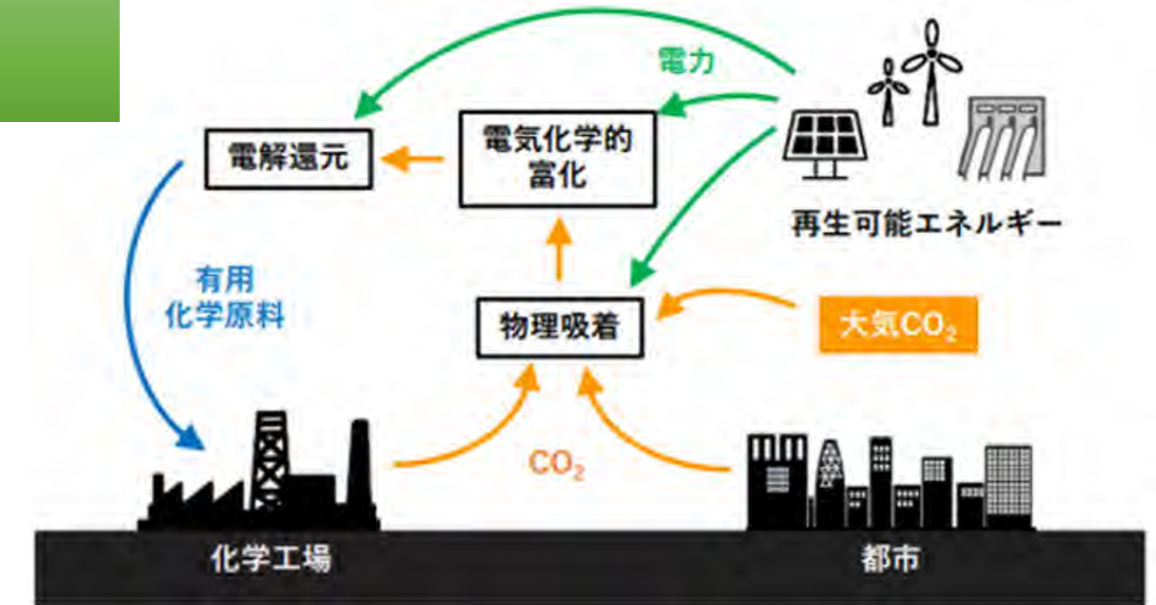 電力
電解還元
電気化学的
富化
再生可能エネルギー
有用
化学原料
物理吸着
大気CO₂
CO₂
化学工場
都市